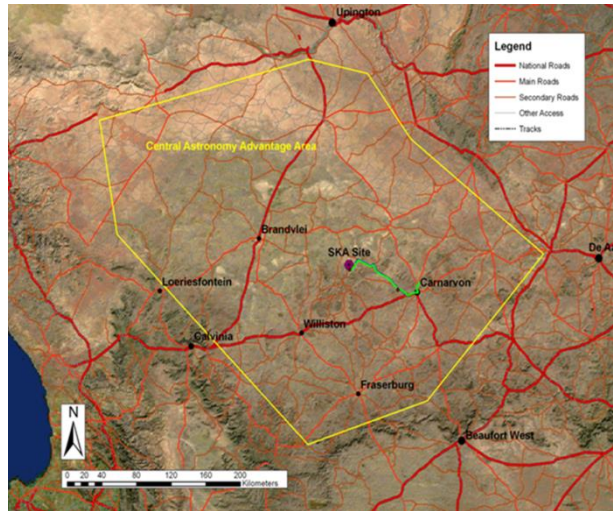 Upington
Legend
National Roads
Main Roads
Secondary Roads
Other Access
Tracks
Central Astronomy Advantage Area
Brandvlei
SKA Site
De A
Loeriesfontein
Carnarvon
Williston
Calvinia
Fraserburg
N
Beaufort West
0 20 40 80 120 160 200
Kilometers